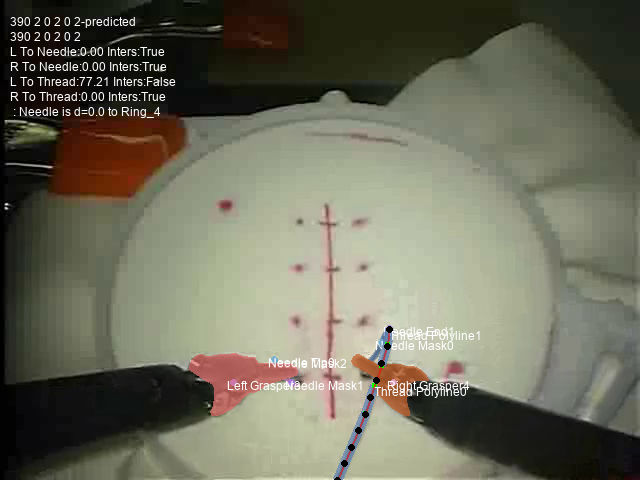 390 2 0 2 0 2-predicted
390 2 0 2 0 2
L To Needle:0.00 Inters:True
R To Needle:0.00 Inters:True
L To Thread:77.21 Inters:False
R To Thread:0.00 Inters:True
: Needle is d=0.0 to Ring_4
Thread Polyline1
Needle Mask0
Needle Mask2
Left Grasper
Needle Mask1
Right Grasper4
Thread Polyline0